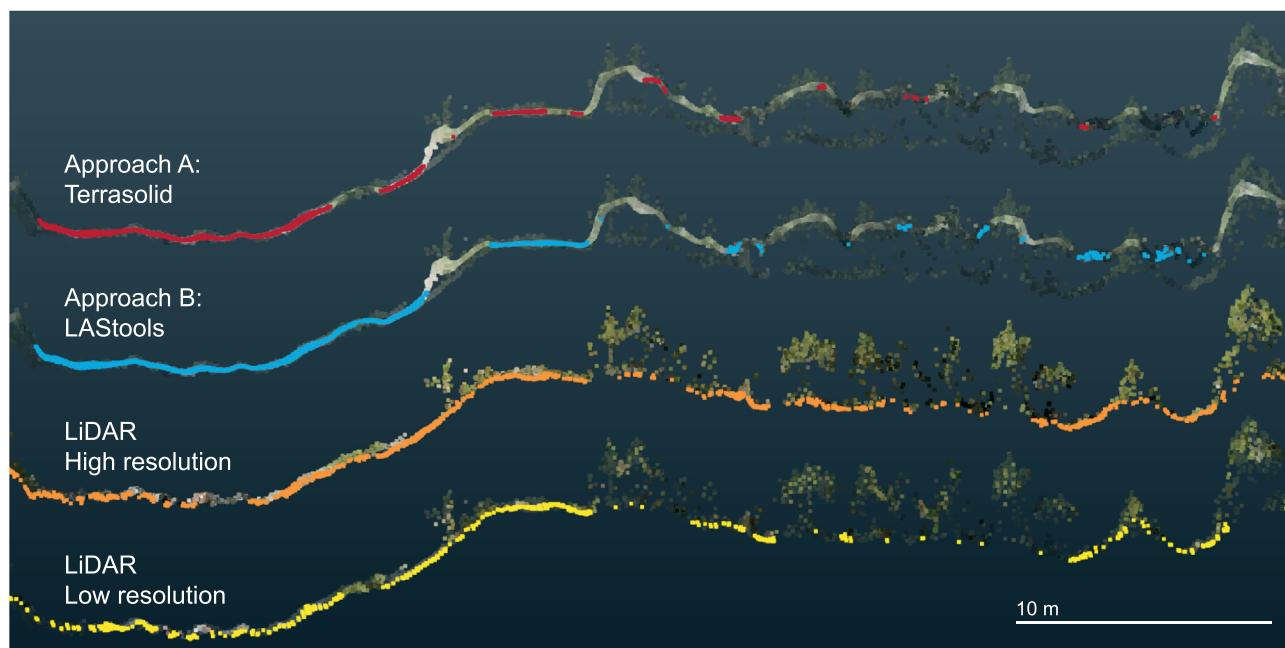 Approach A:
Terrasolid
Approach B:
LAStools
LiDAR
High resolution
LiDAR
Low resolution
10 m